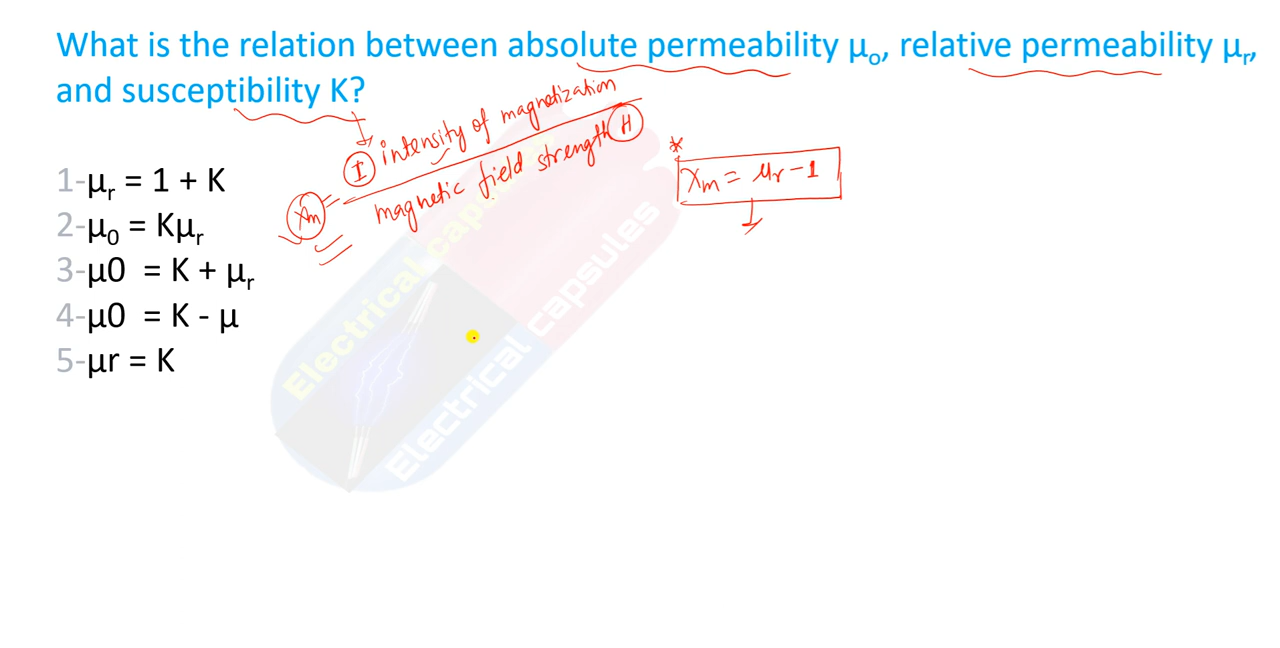 What is the relation between absolute permeability µₒ, relative permeability µᵣ,
and susceptibility K?
1-µᵣ = 1 + K
2-µ₀ = Kµᵣ
3-µ0 = K + µᵣ
4-µ0 = K - µ
5-µr = K
χm = I intensity of magnetization
magnetic field strength H
*
χm = µr - 1
Electrical capsules
Electrical capsules